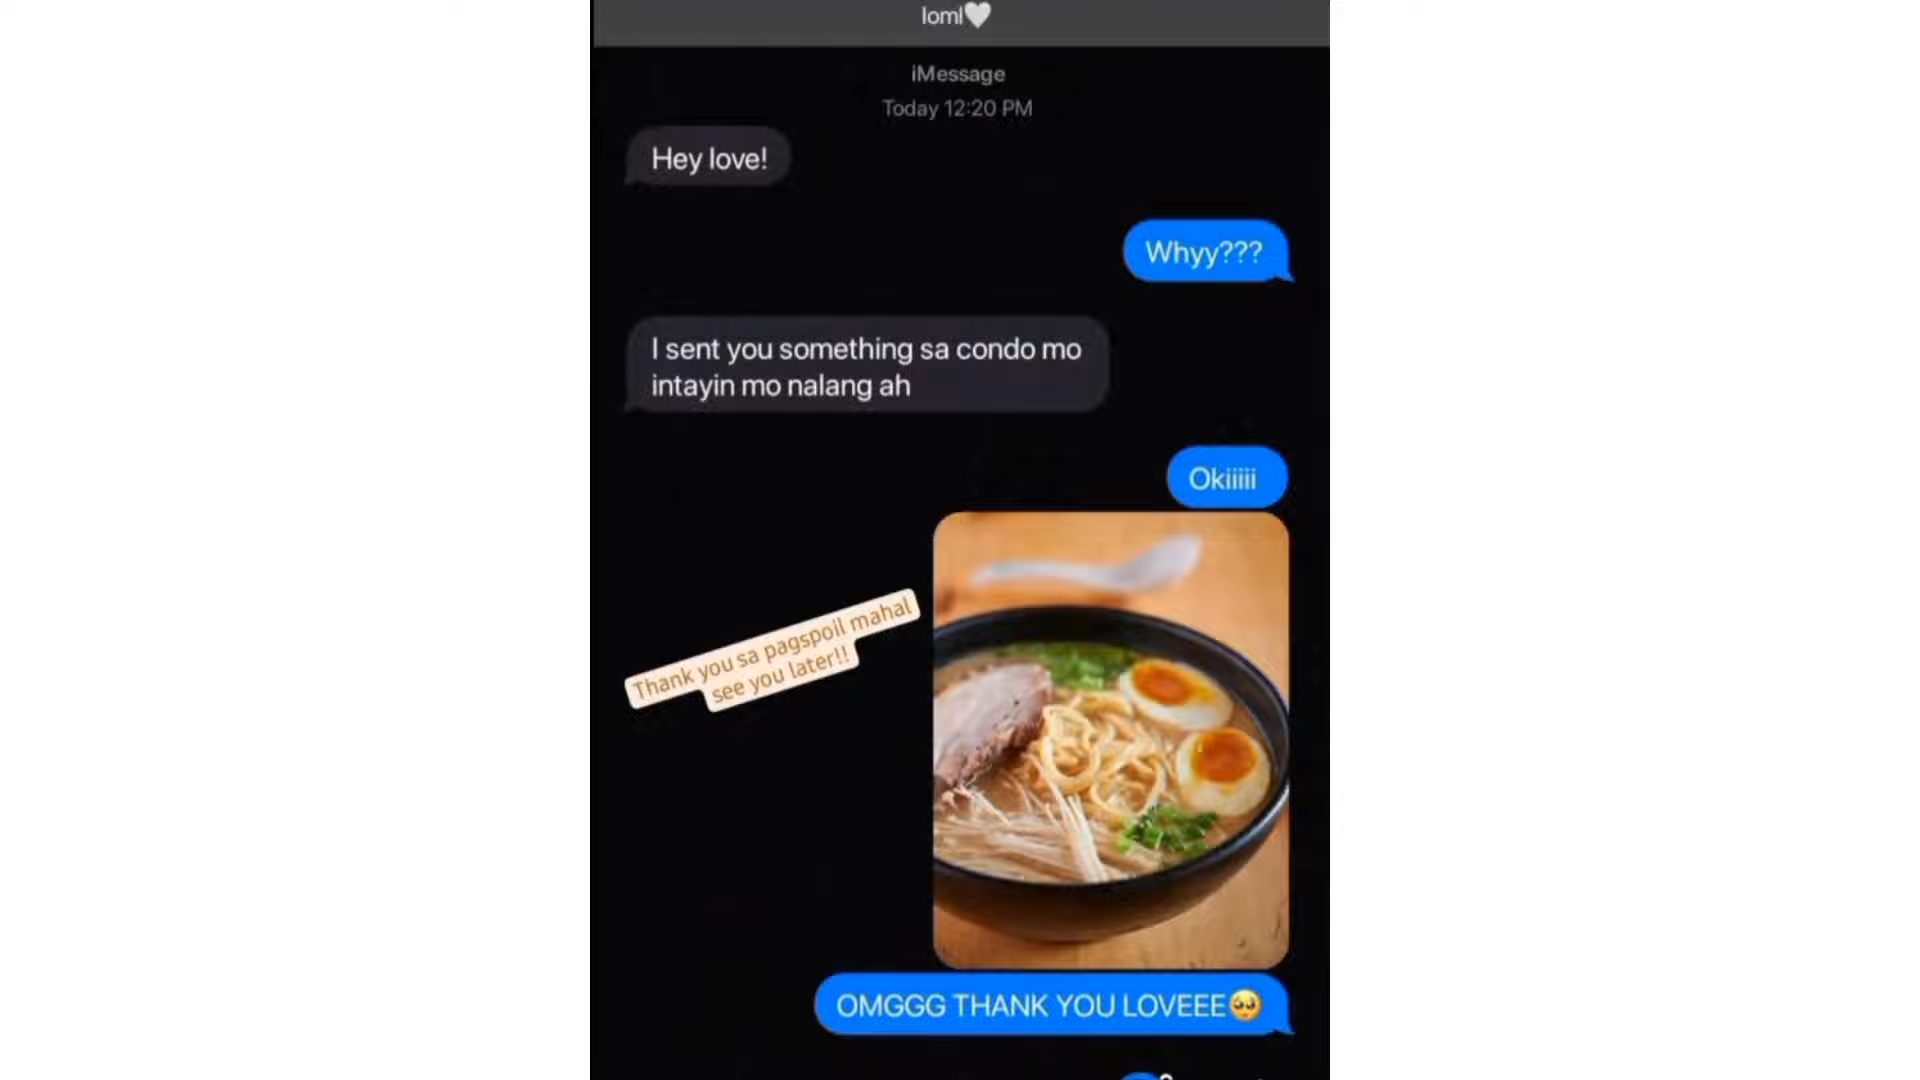 loml🤍
iMessage
Today 12:20 PM
Hey love!
Whyy???
I sent you something sa condo mo
intayin mo nalang ah
Okiiiii
Thank you sa pagspoil mahal
see you later!!
OMGGG THANK YOU LOVEEE🥺